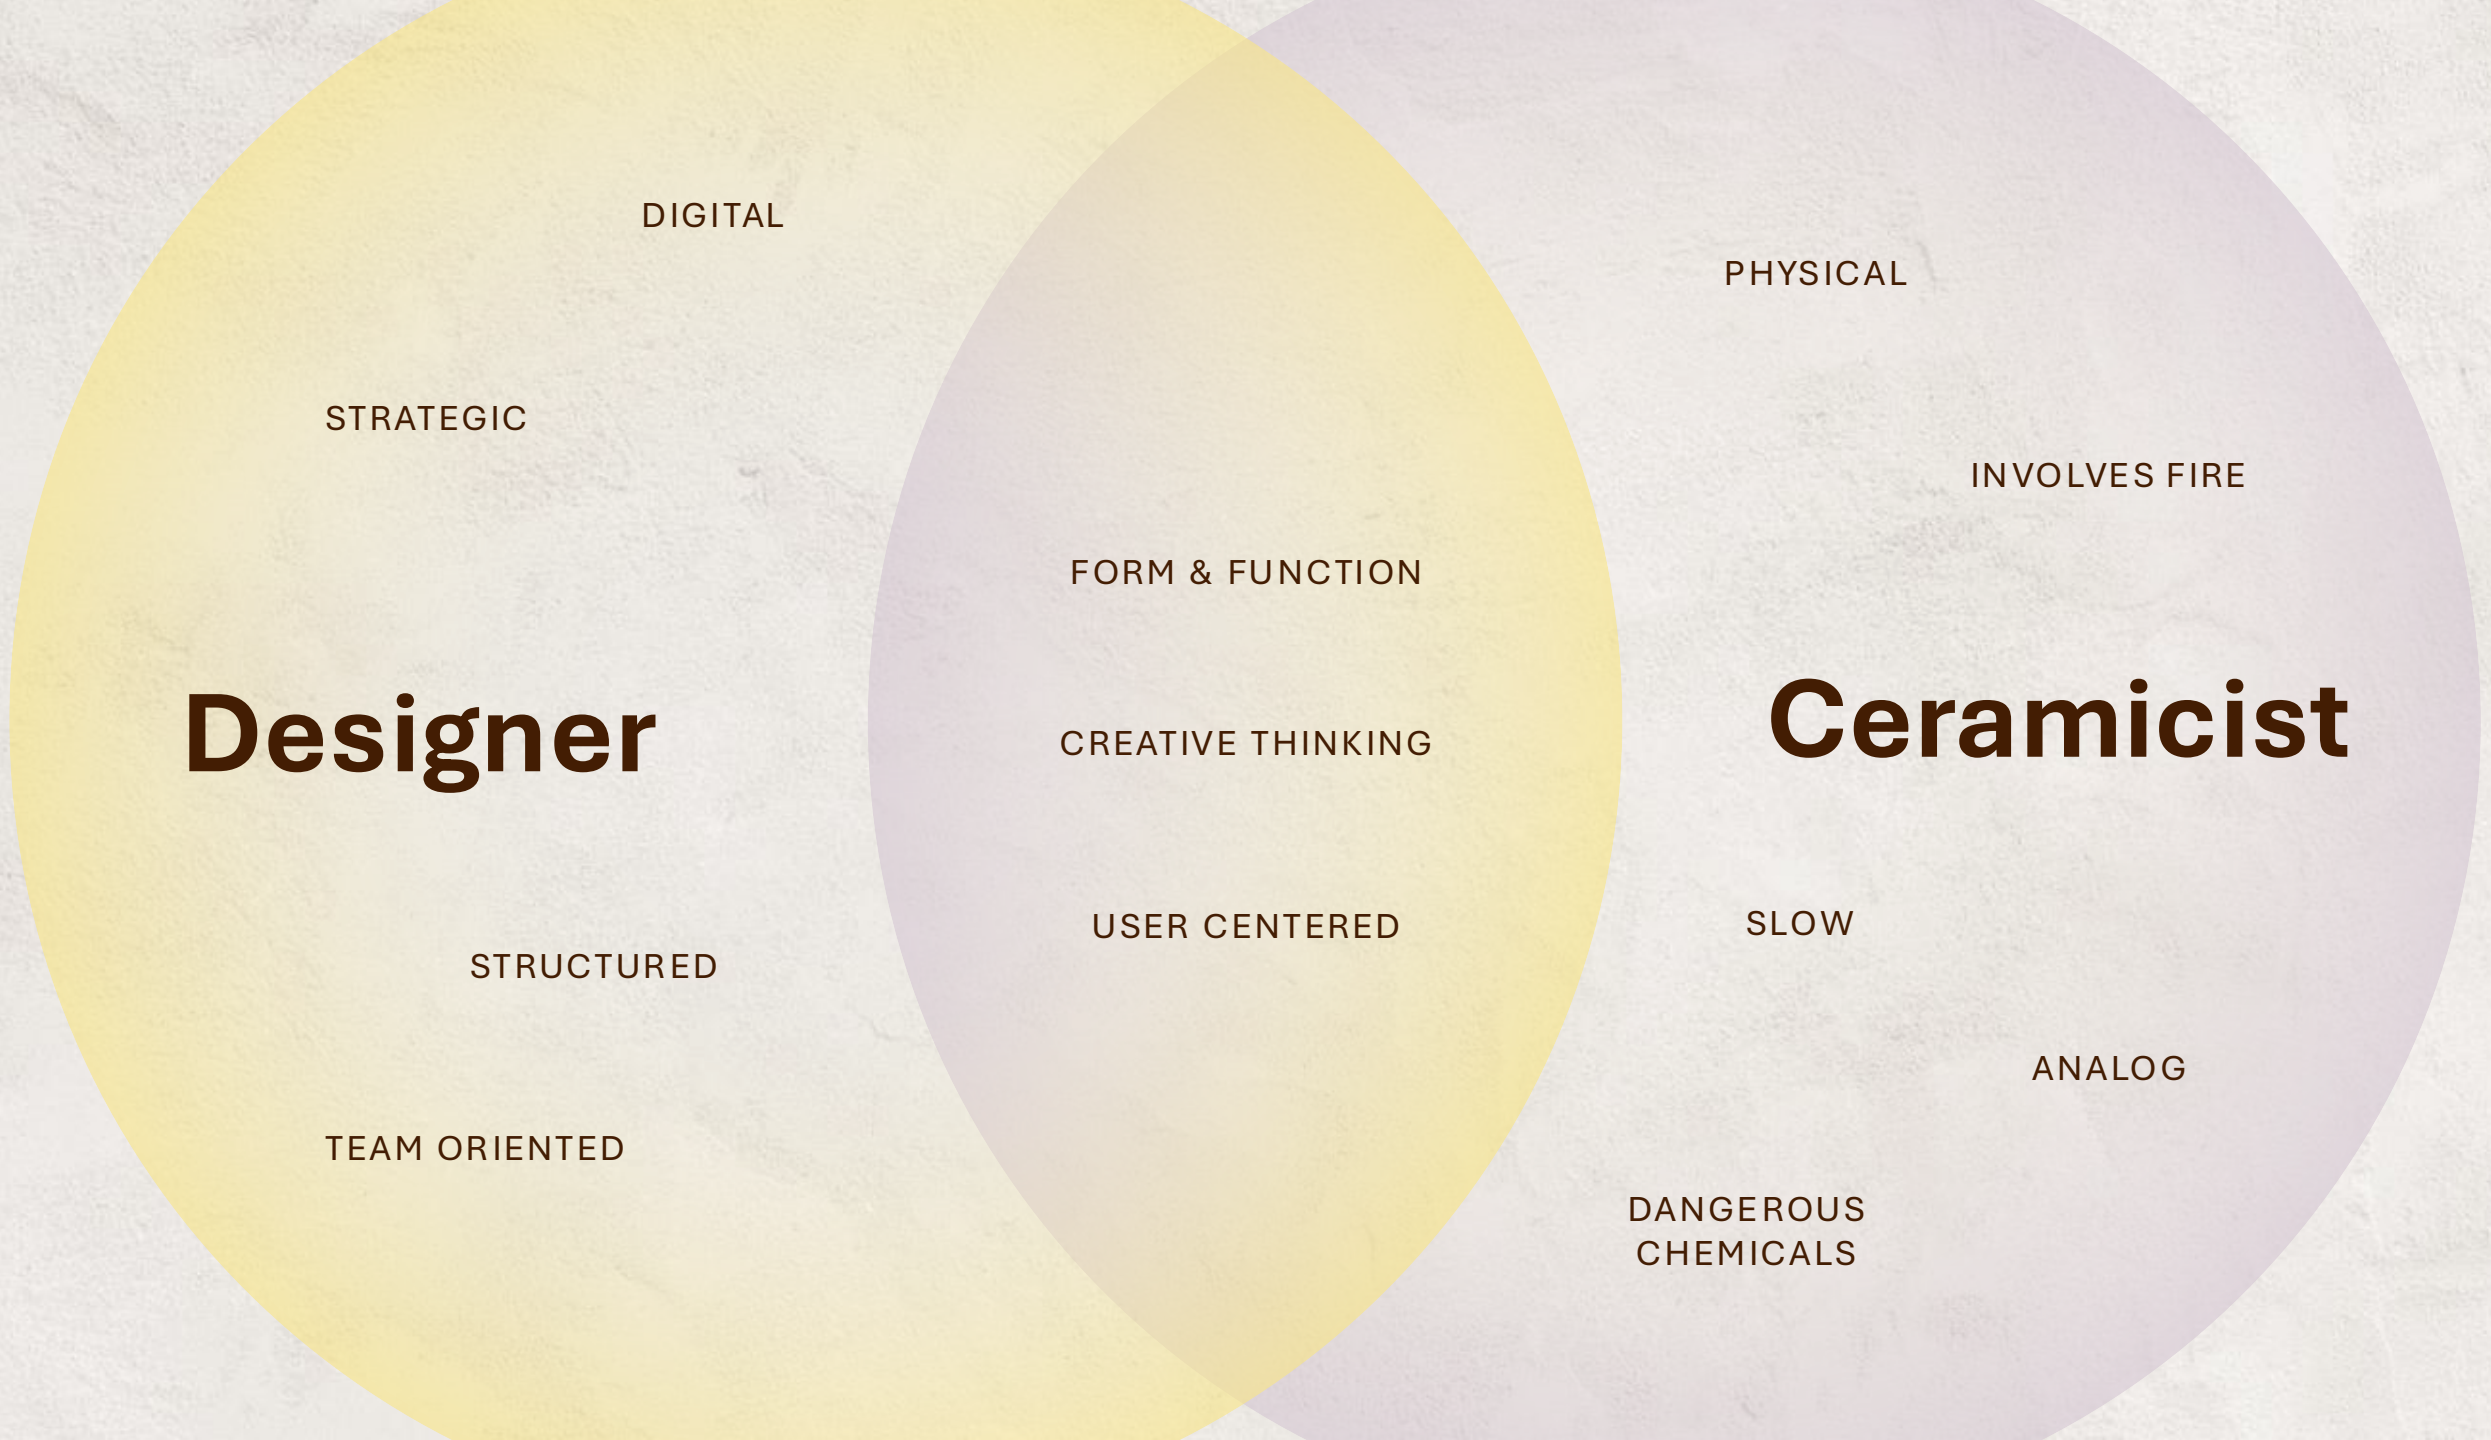 DIGITAL
STRATEGIC
Designer
STRUCTURED
TEAM ORIENTED
FORM & FUNCTION
CREATIVE THINKING
USER CENTERED
PHYSICAL
INVOLVES FIRE
Ceramicist
SLOW
ANALOG
DANGEROUS
CHEMICALS